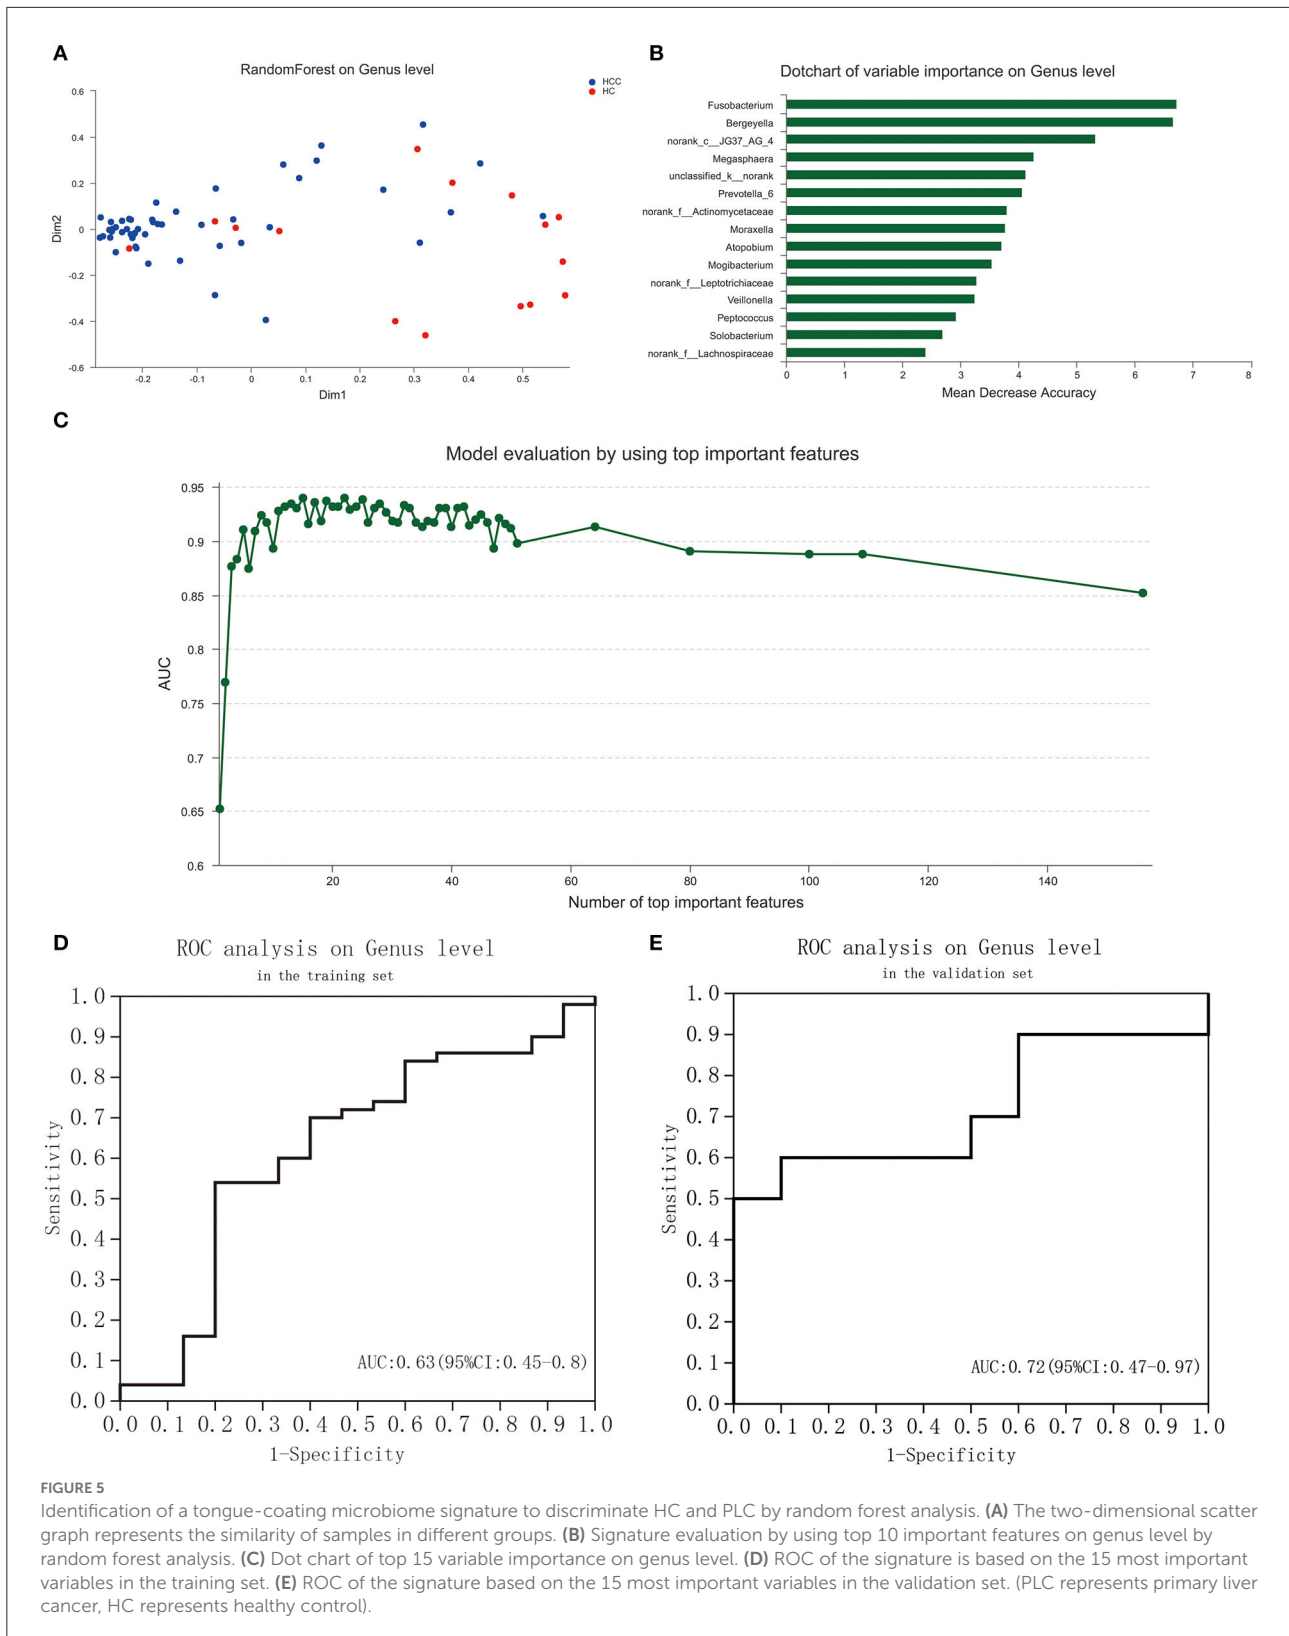 A
RandomForest on Genus level
HCC
HC
0.6
0.4
0.2
0
-0.2
-0.4
-0.6
Dim2
-0.2
-0.1
0
0.1
0.2
0.3
0.4
0.5
Dim1
B
Dotchart of variable importance on Genus level
Fusobacterium
Bergeyella
norank_c__JG37_AG_4
Megasphaera
unclassified_k__norank
Prevotella_6
norank_f__Actinomycetaceae
Moraxella
Atopobium
Mogibacterium
norank_f__Leptotrichiaceae
Veillonella
Peptococcus
Solobacterium
norank_f__Lachnospiraceae
0 1 2 3 4 5 6 7 8
Mean Decrease Accuracy
C
Model evaluation by using top important features
0.95
0.9
0.85
0.8
0.75
0.7
0.65
0.6
AUC
20 40 60 80 100 120 140
Number of top important features
D
ROC analysis on Genus level
in the training set
1.0
0.9
0.8
0.7
0.6
0.5
0.4
0.3
0.2
0.1
0.0
Sensitivity
AUC:0.63(95%CI:0.45-0.8)
0.0 0.1 0.2 0.3 0.4 0.5 0.6 0.7 0.8 0.9 1.0
1-Specificity
E
ROC analysis on Genus level
in the validation set
1.0
0.9
0.8
0.7
0.6
0.5
0.4
0.3
0.2
0.1
0.0
Sensitivity
AUC:0.72(95%CI:0.47-0.97)
0.0 0.1 0.2 0.3 0.4 0.5 0.6 0.7 0.8 0.9 1.0
1-Specificity
FIGURE 5
Identification of a tongue-coating microbiome signature to discriminate HC and PLC by random forest analysis. (A) The two-dimensional scatter
graph represents the similarity of samples in different groups. (B) Signature evaluation by using top 10 important features on genus level by
random forest analysis. (C) Dot chart of top 15 variable importance on genus level. (D) ROC of the signature is based on the 15 most important
variables in the training set. (E) ROC of the signature based on the 15 most important variables in the validation set. (PLC represents primary liver
cancer, HC represents healthy control).